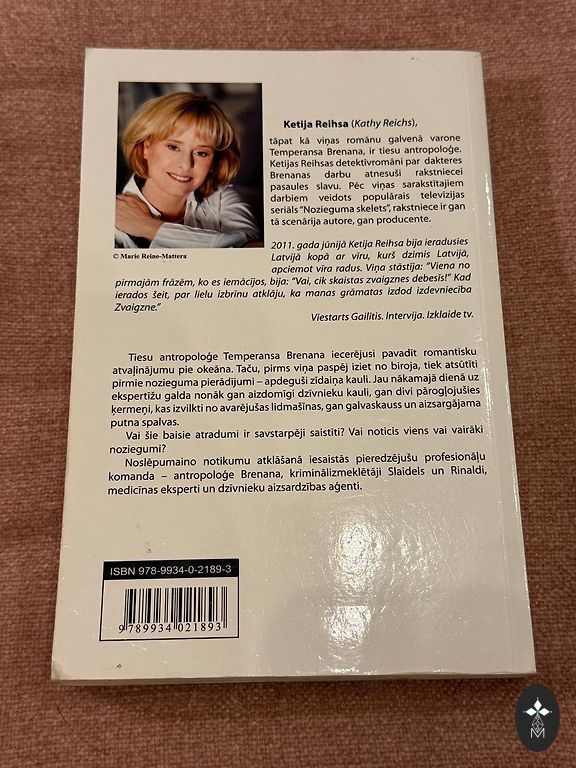 Ketija Reihsa (Kathy Reichs),
tāpat kā viņas romānu galvenā varone
Temperansa Brenana, ir tiesu antropoloģe.
Ketijas Reihsas detektīvromāni par dakteres
Brenanas darbu atnesuši rakstniecei
pasaules slavu. Pēc viņas sarakstītajiem
darbiem veidots populārais televīzijas
seriāls “Nozieguma skelets”, rakstniece ir gan
tā scenārija autore, gan producente.
2011. gada jūnijā Ketija Reihsa bija ieradusies
Latvijā kopā ar vīru, kurš dzimis Latvijā,
apciemot vīra radus. Viņa stāstīja: “Viena no
© Marie Reine-Mattera
pirmajām frāzēm, ko es iemācījos, bija: “Vai, cik skaistas zvaigznes debesīs!” Kad
ierados šeit, par lielu izbrīnu atklāju, ka manas grāmatas izdod izdevniecība
Zvaigzne.”
Viestarts Gailītis. Intervija. Izklaide tv.
Tiesu antropoloģe Temperansa Brenana iecerējusi pavadīt romantisku
atvaļinājumu pie okeāna. Taču, pirms viņa paspēj iziet no biroja, tiek atsūtīti
pirmie nozieguma pierādījumi – apdeguši zīdaiņa kauli. Jau nākamajā dienā uz
ekspertīžu galda nonāk gan aizdomīgi dzīvnieku kauli, gan divi pārogļojušies
ķermeņi, kas izvilkti no avarējušas lidmašīnas, gan galvaskauss un aizsargājama
putna spalvas.
Vai šie baisie atradumi ir savstarpēji saistīti? Vai noticis viens vai vairāki
noziegumi?
Noslēpumaino notikumu atklāšanā iesaistās pieredzējušu profesionāļu
komanda – antropoloģe Brenana, kriminālizmeklētāji Slaidels un Rinaldi,
medicīnas eksperti un dzīvnieku aizsardzības aģenti.
ISBN 978-9934-0-2189-3
9 789934 021893
M